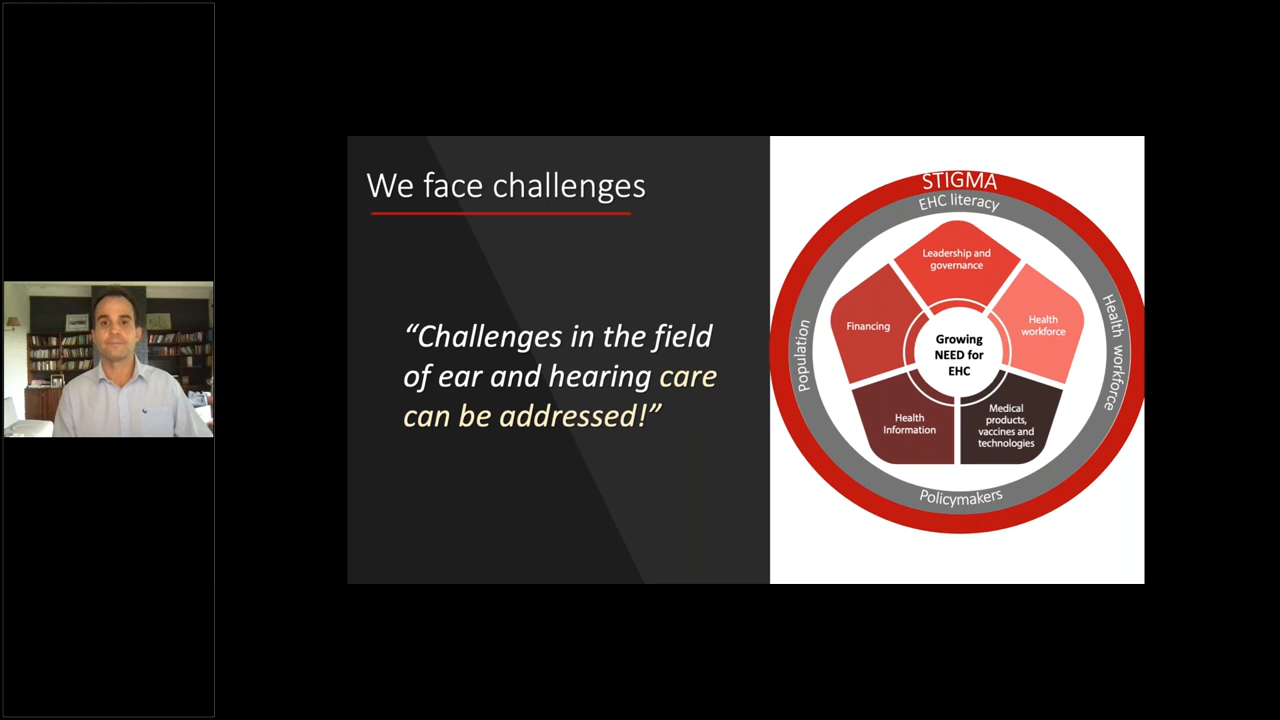 We face challenges
“Challenges in the field
of ear and hearing care
can be addressed!”
STIGMA
EHC literacy
Population
Health workforce
Policymakers
Leadership and
governance
Financing
Health
workforce
Growing
NEED for
EHC
Health
Information
Medical
products,
vaccines and
technologies